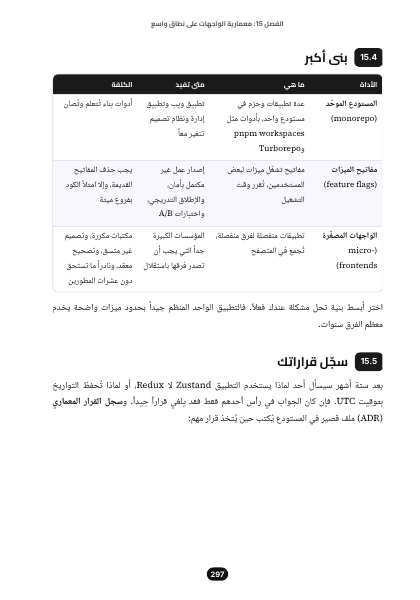 الفصل 15: معمارية الواجهات على نطاق واسع
15.4 بنى أكبر
الأداة ما هي متى تفيد الكلفة
المستودع الموحّد عدة تطبيقات وحزم في تطبيق ويب وتطبيق أدوات بناء تُتعلم وتُصان
(monorepo) مستودع واحد، بأدوات مثل إدارة ونظام تصميم
pnpm workspaces تتغير معاً
وTurborepo
مفاتيح الميزات مفاتيح تشغّل ميزات لبعض إصدار عمل غير يجب حذف المفاتيح
(feature flags) المستخدمين، تُقرر وقت مكتمل بأمان، القديمة، وإلا امتلأ الكود
التشغيل والإطلاق التدريجي، بفروع ميتة
واختبارات A/B
الواجهات المصغّرة تطبيقات منفصلة لفرق منفصلة، المؤسسات الكبيرة مكتبات مكررة، وتصميم
(micro- تُجمع في المتصفح جداً التي يجب أن غير متسق، وتصحيح
frontends) تصدر فرقها باستقلال معقد، ونادراً ما تستحق
دون عشرات المطورين
اختر أبسط بنية تحل مشكلة عندك فعلاً. فالتطبيق الواحد المنظم جيداً بحدود ميزات واضحة يخدم
معظم الفرق سنوات.
15.5 سجّل قراراتك
بعد ستة أشهر سيسأل أحد لماذا يستخدم التطبيق Zustand لا Redux، أو لماذا تُحفظ التواريخ
بتوقيت UTC. فإن كان الجواب في رأس أحدهم فقط فقد يلغي قراراً جيداً. وسجل القرار المعماري
(ADR) ملف قصير في المستودع يُكتب حين يُتخذ قرار مهم:
297